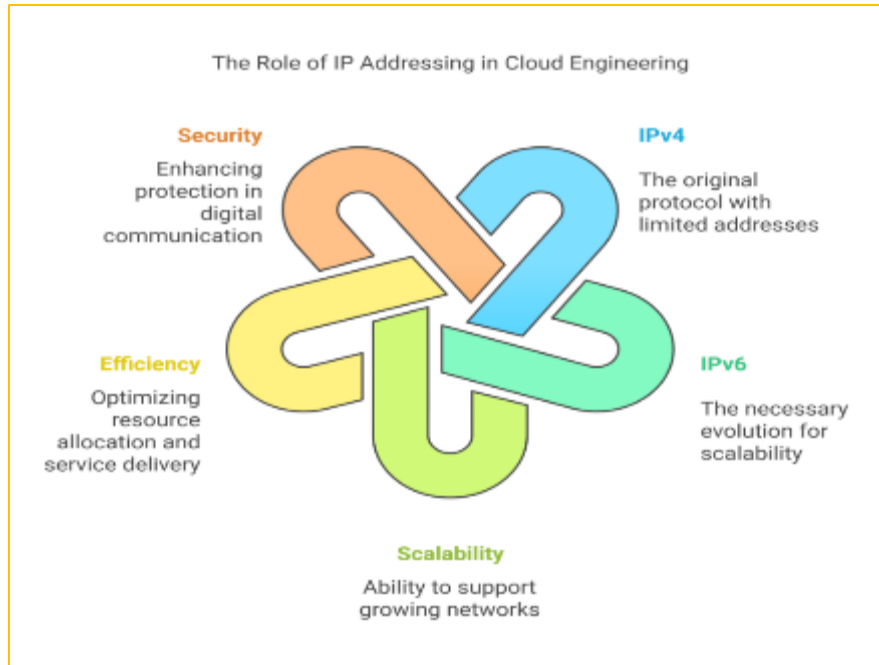 The Role of IP Addressing in Cloud Engineering
Security
Enhancing
protection in
digital
communication
IPv4
The original
protocol with
limited addresses
Efficiency
Optimizing
resource
allocation and
service delivery
IPv6
The necessary
evolution for
scalability
Scalability
Ability to support
growing networks